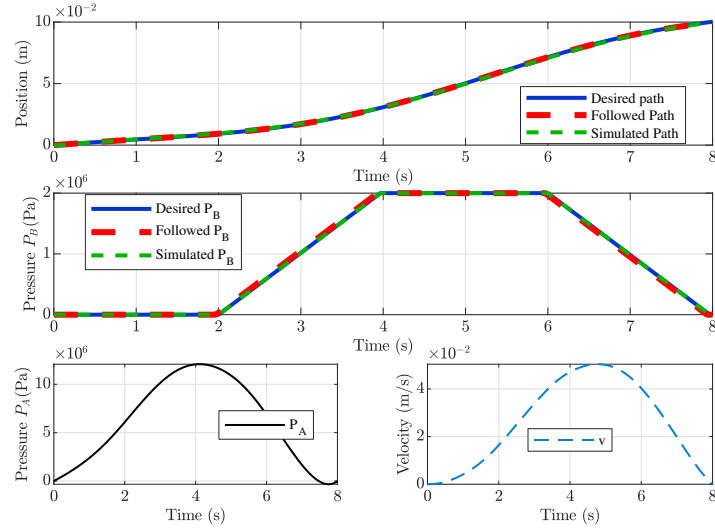 ×10⁻²
10
5
0
Position (m)
Desired path
Followed Path
Simulated Path
0 1 2 3 4 5 6 7 8
Time (s)
×10⁶
2
1
0
Pressure P_B(Pa)
Desired P_B
Followed P_B
Simulated P_B
0 1 2 3 4 5 6 7 8
Time (s)
×10⁶
10
5
0
Pressure P_A(Pa)
P_A
0 2 4 6 8
Time (s)
×10⁻²
4
2
0
Velocity (m/s)
v
0 2 4 6 8
Time (s)